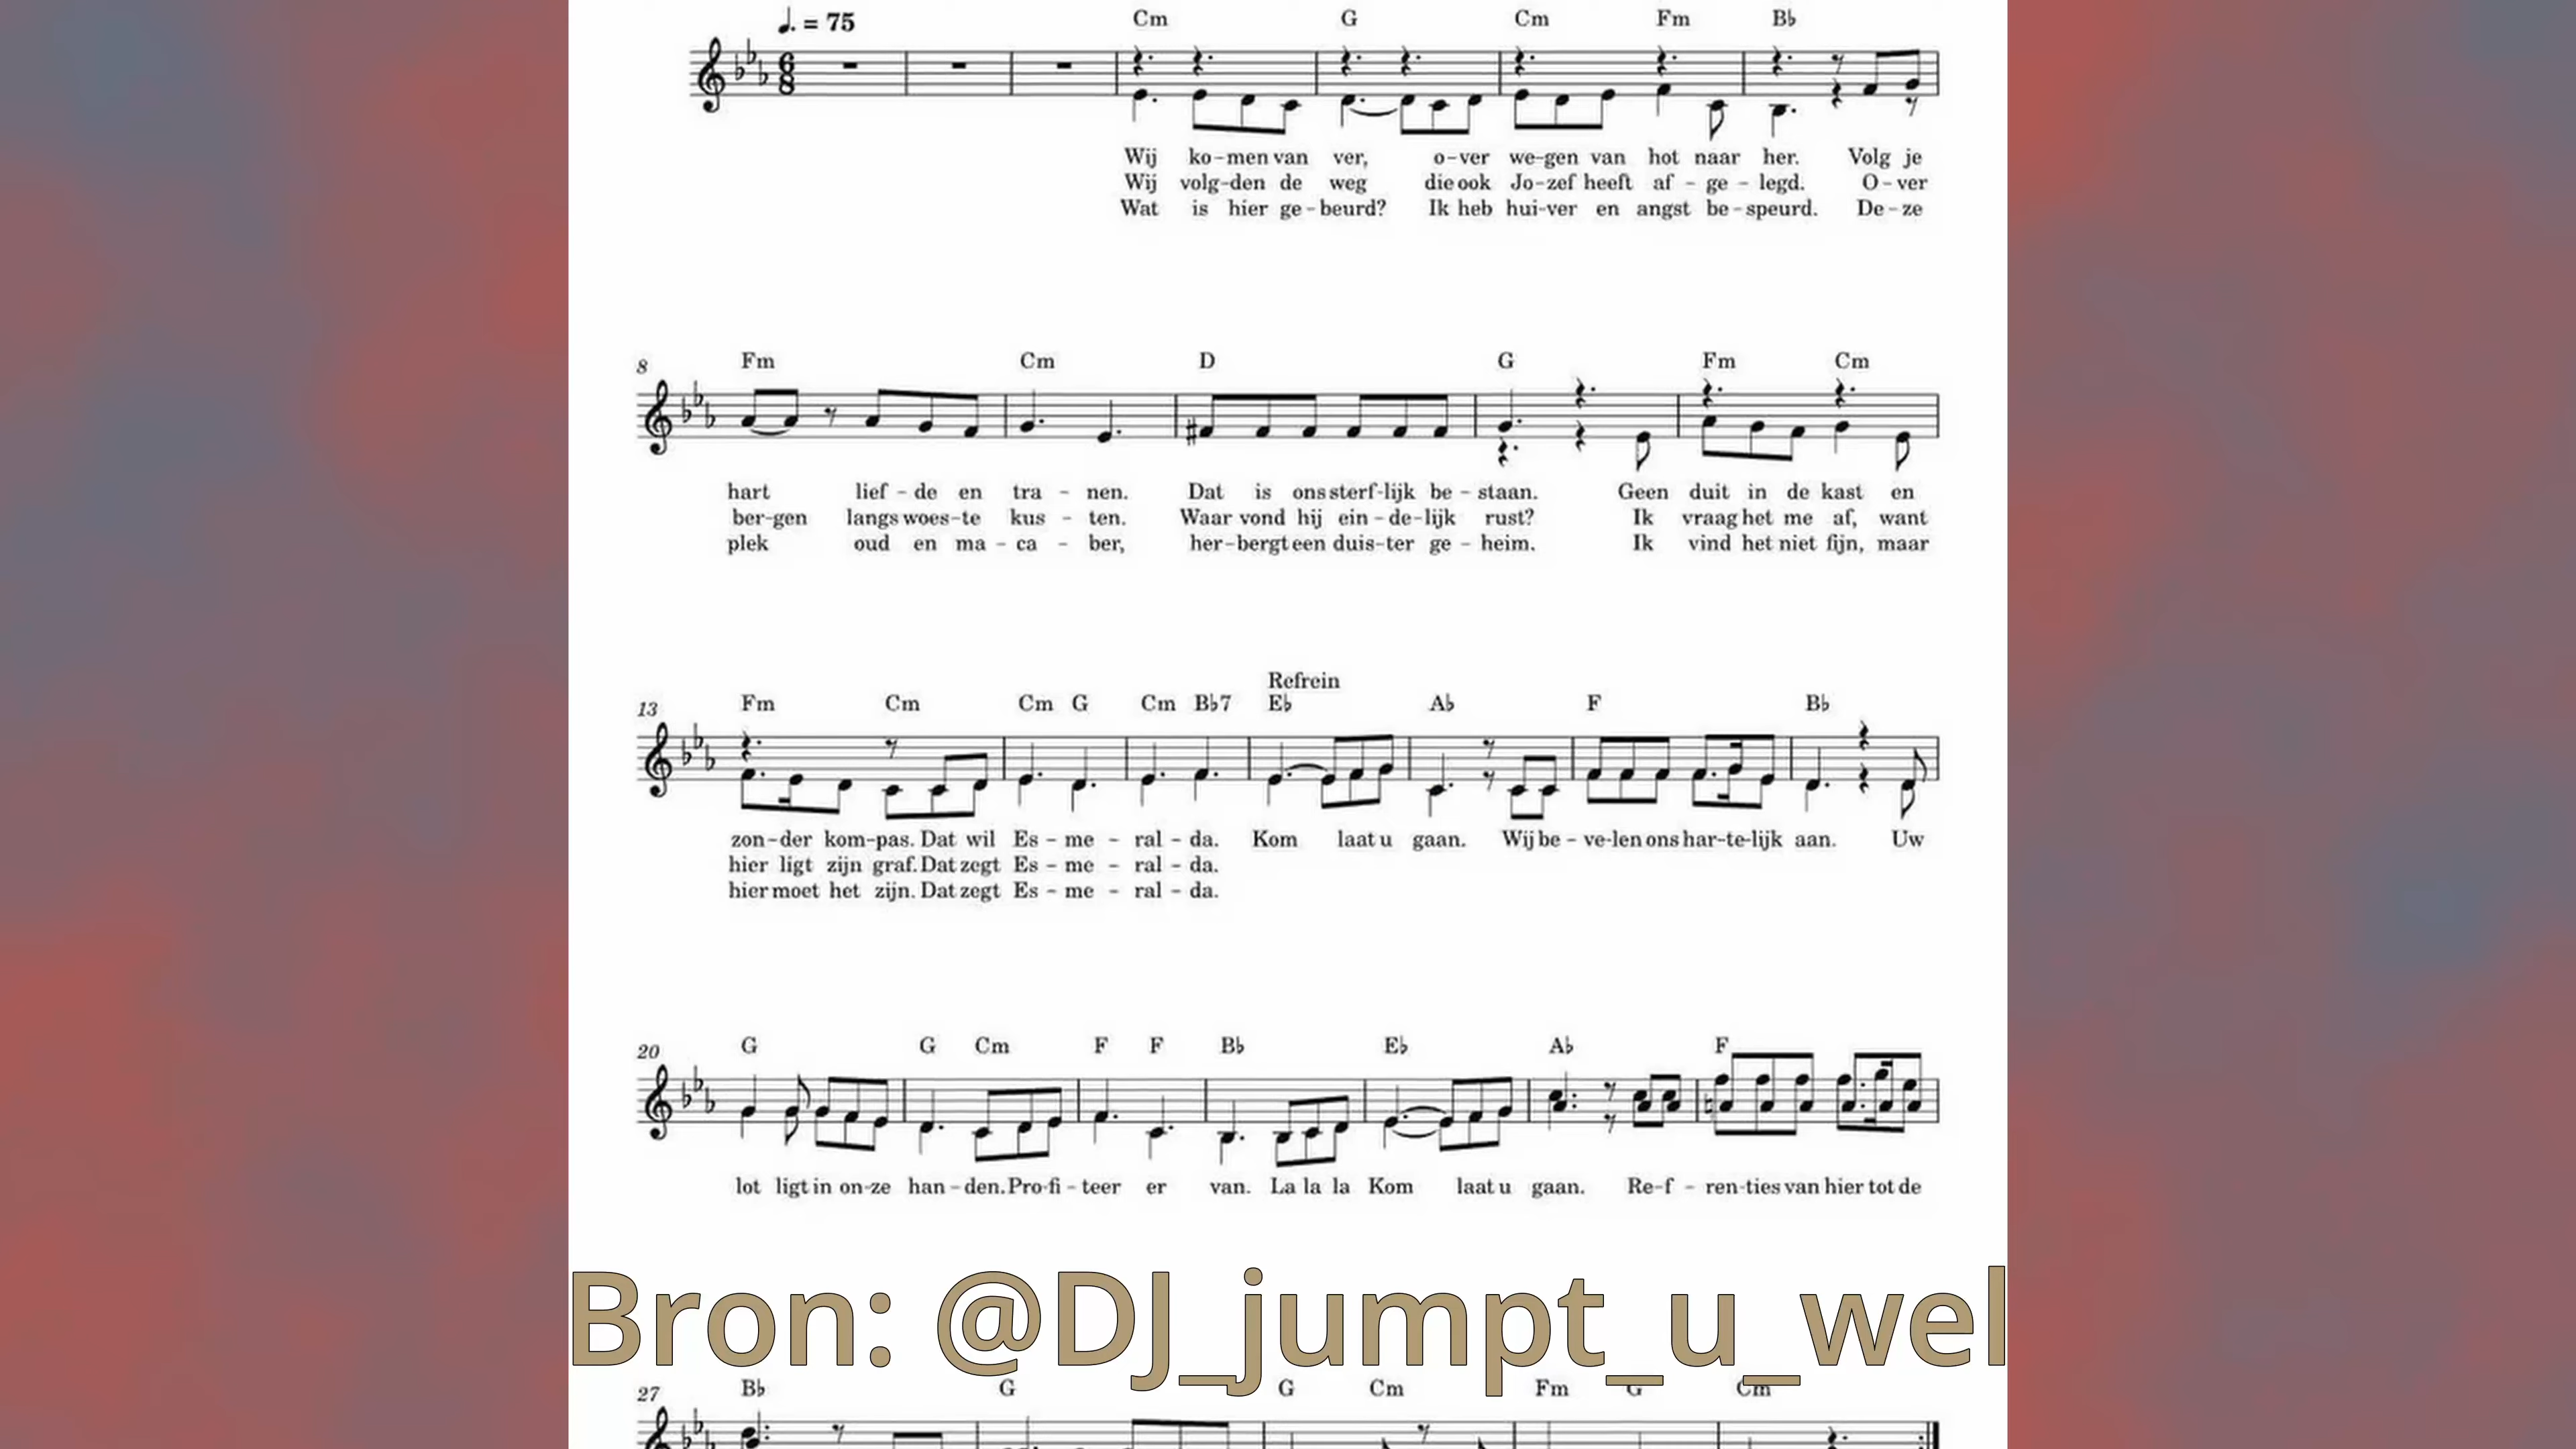 ♩. = 75
Cm G Cm Fm B♭
6
8
Wij ko-men van ver, o-ver we-gen van hot naar her. Volg je
Wij volg-den de weg die ook Jo-zef heeft af-ge-legd. O-ver
Wat is hier ge-beurd? Ik heb hui-ver en angst be-speurd. De-ze
8 Fm Cm D G Fm Cm
hart lief-de en tra-nen. Dat is ons sterf-lijk be-staan. Geen duit in de kast en
ber-gen langs woes-te kus-ten. Waar vond hij ein-de-lijk rust? Ik vraag het me af, want
plek oud en ma-ca-ber, her-bergt een duis-ter ge-heim. Ik vind het niet fijn, maar
Refrein
13 Fm Cm Cm G Cm B♭7 E♭ A♭ F B♭
zon-der kom-pas. Dat wil Es-me-ral-da. Kom laat u gaan. Wij be-ve-len ons har-te-lijk aan. Uw
hier ligt zijn graf. Dat zegt Es-me-ral-da.
hier moet het zijn. Dat zegt Es-me-ral-da.
20 G G Cm F F B♭ E♭ A♭ F
lot ligt in on-ze han-den. Pro-fi-teer er van. La la la Kom laat u gaan. Re-f-ren-ties van hier tot de
Bron: @DJ_jumpt_u_wel
27 B♭ G G Cm Fm G Cm